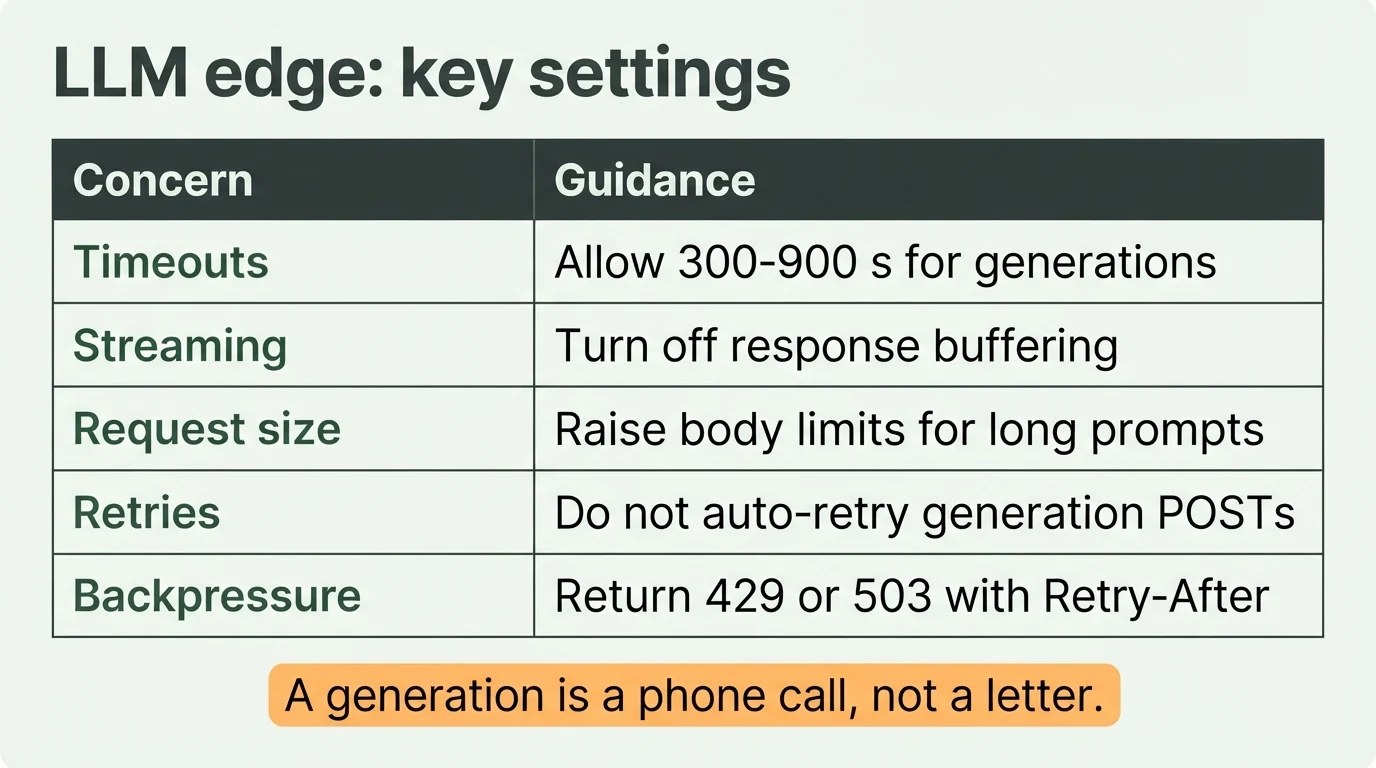 LLM edge: key settings
Concern Guidance
Timeouts Allow 300-900 s for generations
Streaming Turn off response buffering
Request size Raise body limits for long prompts
Retries Do not auto-retry generation POSTs
Backpressure Return 429 or 503 with Retry-After
A generation is a phone call, not a letter.